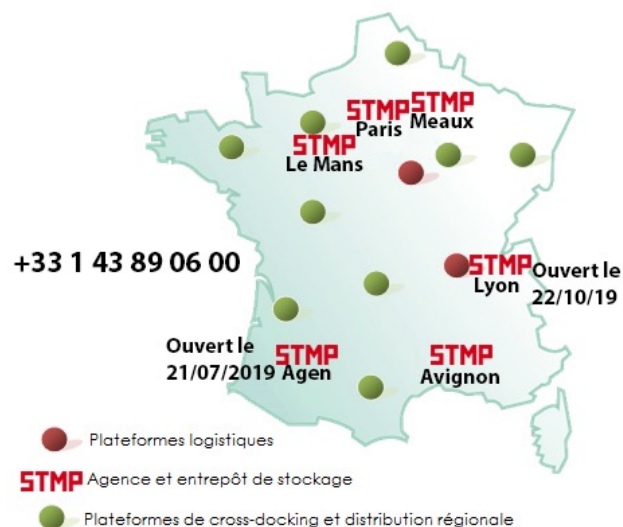 STMP
Paris
STMP
Meaux
STMP
Le Mans
+33 1 43 89 06 00
STMP
Lyon
Ouvert le
22/10/19
Ouvert le
21/07/2019
STMP
Agen
STMP
Avignon
Plateformes logistiques
STMP Agence et entrepôt de stockage
Plateformes de cross-docking et distribution régionale